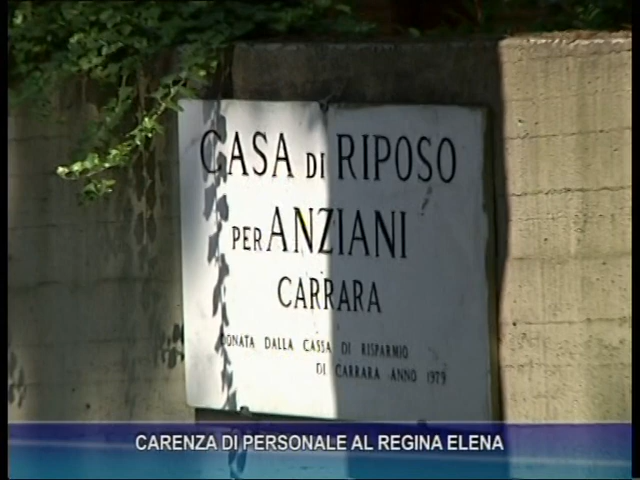 CASA DI RIPOSO
PER ANZIANI
CARRARA
DONATA DALLA CASSA DI RISPARMIO
DI CARRARA ANNO 1979
CARENZA DI PERSONALE AL REGINA ELENA